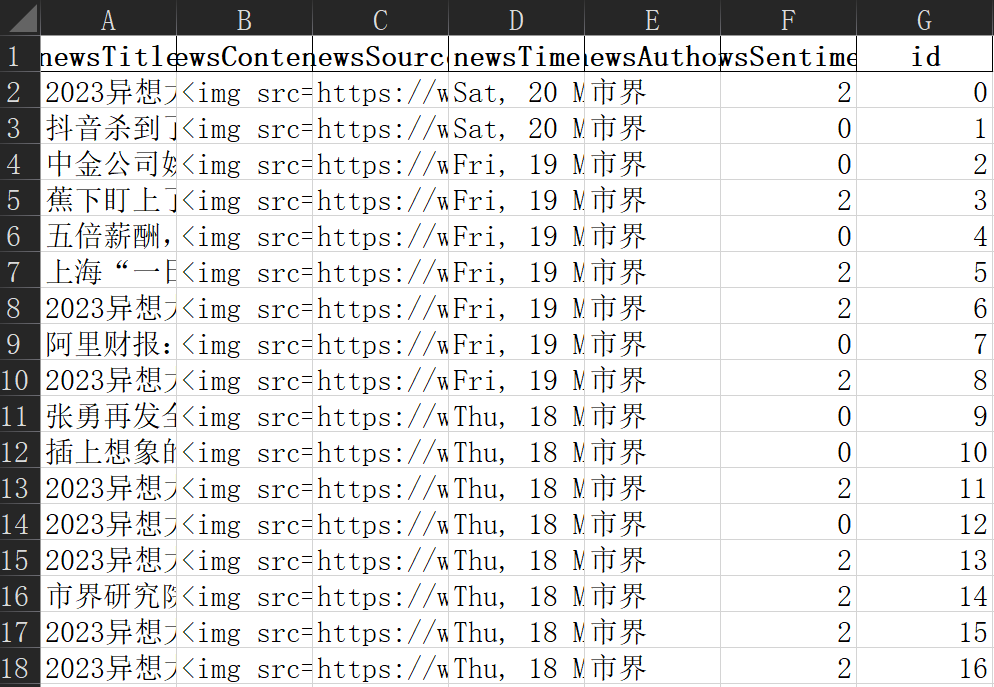 A B C D E F G
1 newsTitle newsConten newsSourc newsTime newsAutho wsSentime id
2 2023异想 <img src= https://w Sat, 20 M 市界 2 0
3 抖音杀到了 <img src= https://w Sat, 20 M 市界 0 1
4 中金公司 <img src= https://w Fri, 19 M 市界 0 2
5 蕉下盯上了 <img src= https://w Fri, 19 M 市界 2 3
6 五倍薪酬, <img src= https://w Fri, 19 M 市界 0 4
7 上海“一日 <img src= https://w Fri, 19 M 市界 2 5
8 2023异想 <img src= https://w Fri, 19 M 市界 2 6
9 阿里财报: <img src= https://w Fri, 19 M 市界 0 7
10 2023异想 <img src= https://w Fri, 19 M 市界 2 8
11 张勇再发全 <img src= https://w Thu, 18 M 市界 0 9
12 插上想象的 <img src= https://w Thu, 18 M 市界 0 10
13 2023异想 <img src= https://w Thu, 18 M 市界 2 11
14 2023异想 <img src= https://w Thu, 18 M 市界 0 12
15 2023异想 <img src= https://w Thu, 18 M 市界 2 13
16 市界研究院 <img src= https://w Thu, 18 M 市界 2 14
17 2023异想 <img src= https://w Thu, 18 M 市界 2 15
18 2023异想 <img src= https://w Thu, 18 M 市界 2 16